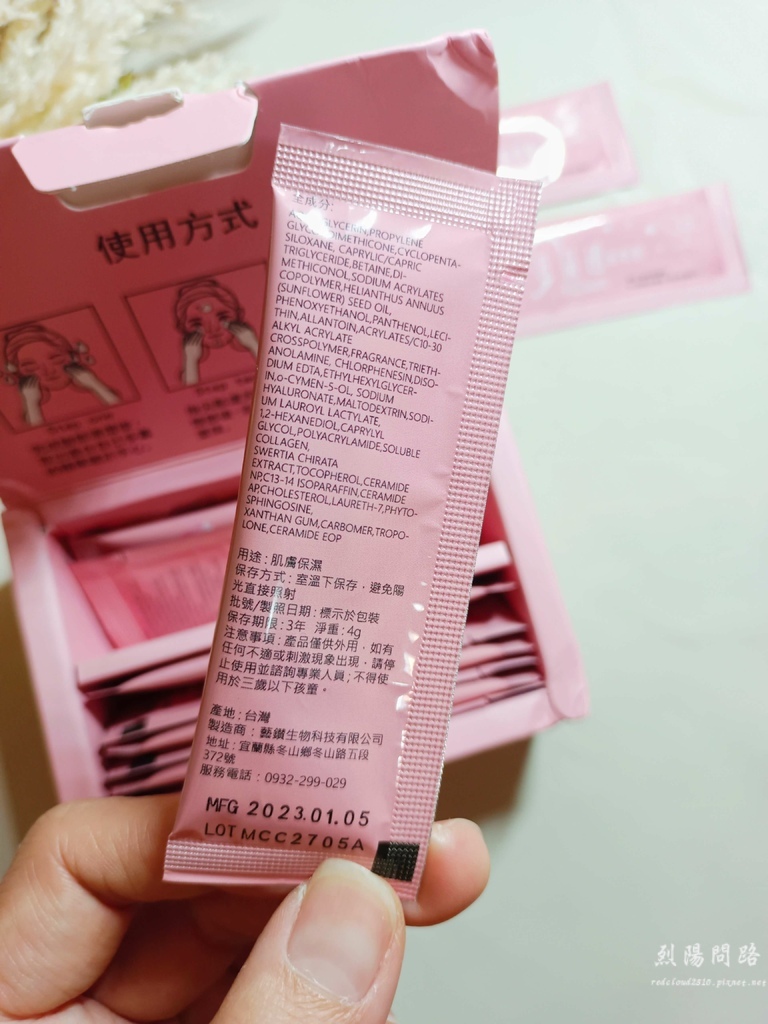 使用方式
全成分:
GLYCERIN,PROPYLENE
DIMETHICONE,CYCLOPENTA-
SILOXANE, CAPRYLIC/CAPRIC
TRIGLYCERIDE,BETAINE,DI-
METHICONOL,SODIUM ACRYLATES
COPOLYMER,HELIANTHUS ANNUUS
(SUNFLOWER) SEED OIL,
PHENOXYETHANOL,PANTHENOL,LECI-
THIN,ALLANTOIN,ACRYLATES/C10-30
ALKYL ACRYLATE
CROSSPOLYMER,FRAGRANCE,TRIETH-
ANOLAMINE, CHLORPHENESIN,DISO-
DIUM EDTA,ETHYLHEXYLGLYCER-
IN,o-CYMEN-5-OL, SODIUM
HYALURONATE,MALTODEXTRIN,SODI-
UM LAUROYL LACTYLATE,
1,2-HEXANEDIOL,CAPRYLYL
GLYCOL,POLYACRYLAMIDE,SOLUBLE
COLLAGEN,
SWERTIA CHIRATA
EXTRACT,TOCOPHEROL,CERAMIDE
NP,C13-14 ISOPARAFFIN,CERAMIDE
AP,CHOLESTEROL,LAURETH-7,PHYTO-
SPHINGOSINE,
XANTHAN GUM,CARBOMER,TROPO-
LONE,CERAMIDE EOP
用途:肌膚保濕
保存方式:室溫下保存,避免陽
光直接照射
批號/製照日期:標示於包裝
保存期限:3年 淨重:4g
注意事項:產品僅供外用,如有
任何不適或刺激現象出現,請停
止使用並諮詢專業人員;不得使
用於三歲以下孩童。
產地:台灣
製造商:藝鑽生物科技有限公司
地址:宜蘭縣冬山鄉冬山路五段
372號
服務電話:0932-299-029
MFG 2023.01.05
LOT MCC2705A
烈陽問路
redcloud2810.pixnet.net